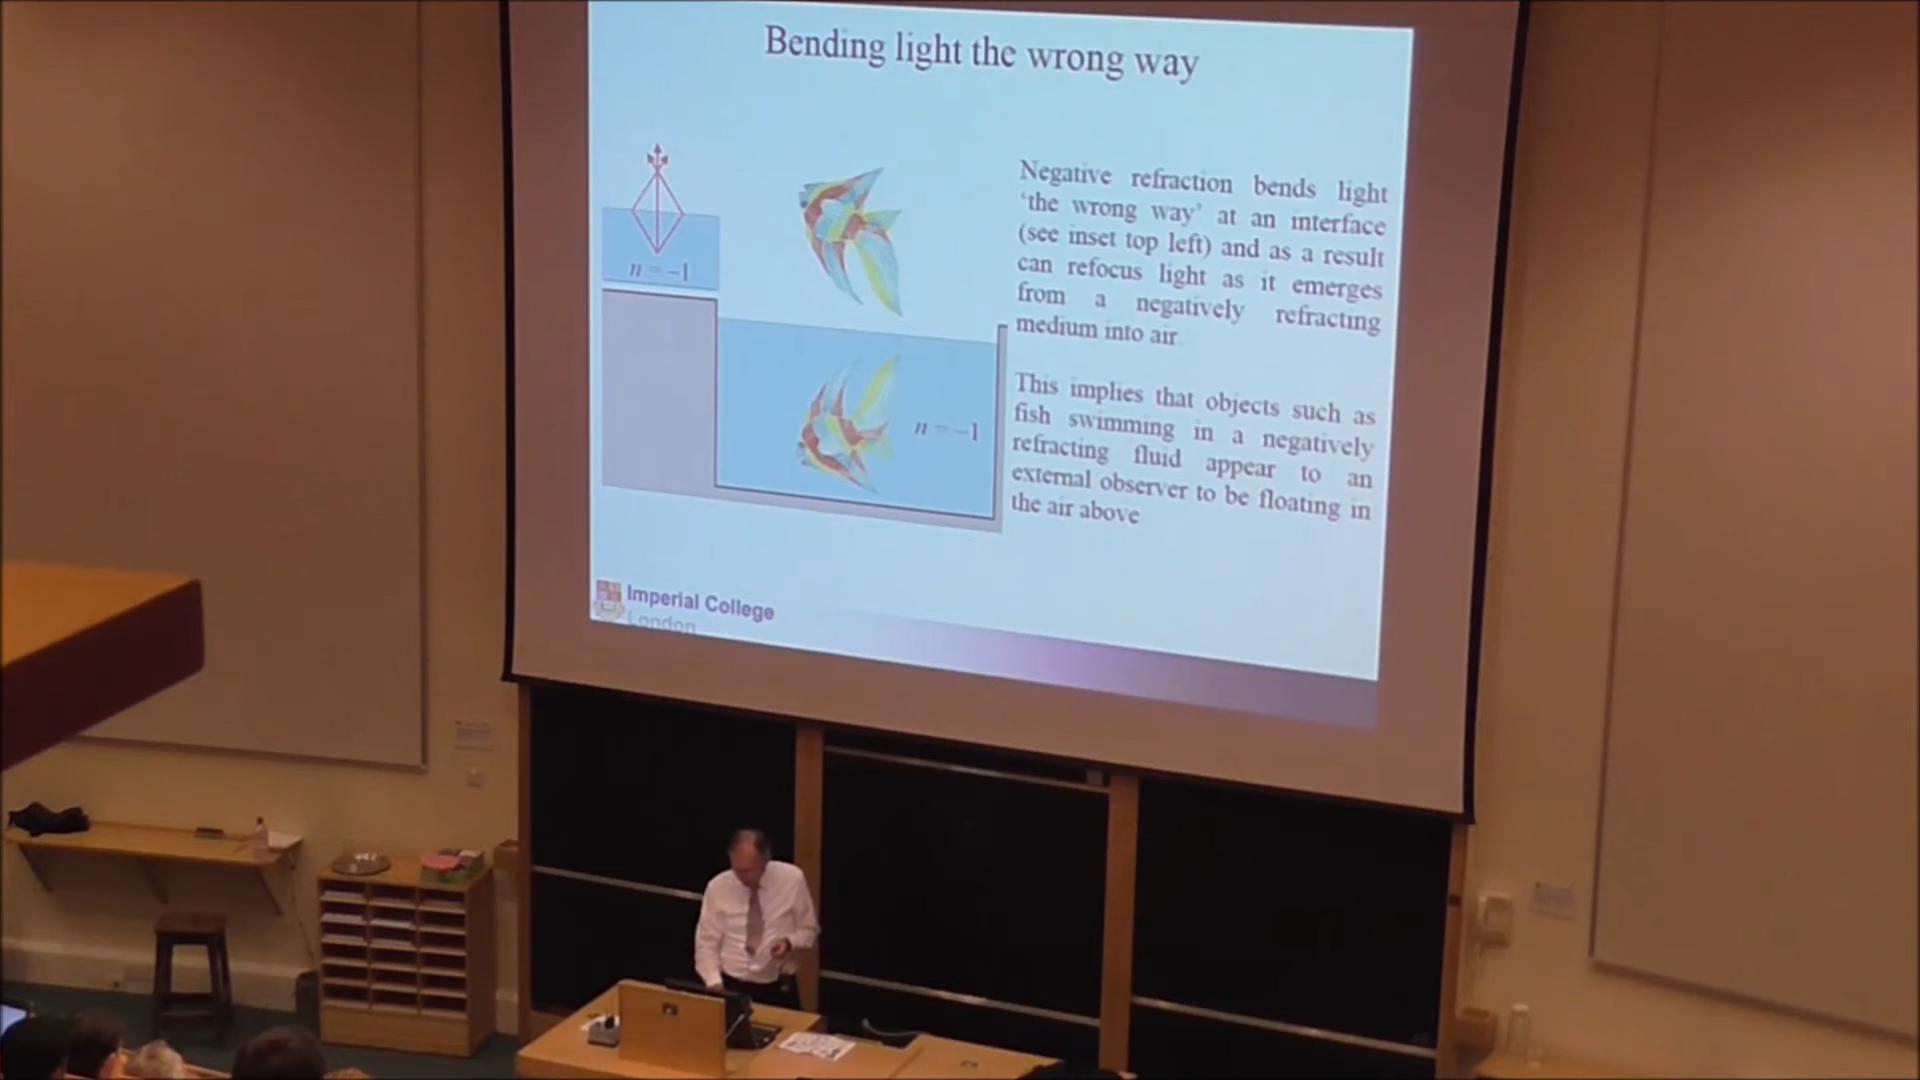 Bending light the wrong way
n = -1
n = -1
Negative refraction bends light
'the wrong way' at an interface
(see inset top left) and as a result
can refocus light as it emerges
from a negatively refracting
medium into air.
This implies that objects such as
fish swimming in a negatively
refracting fluid appear to an
external observer to be floating in
the air above
Imperial College
London